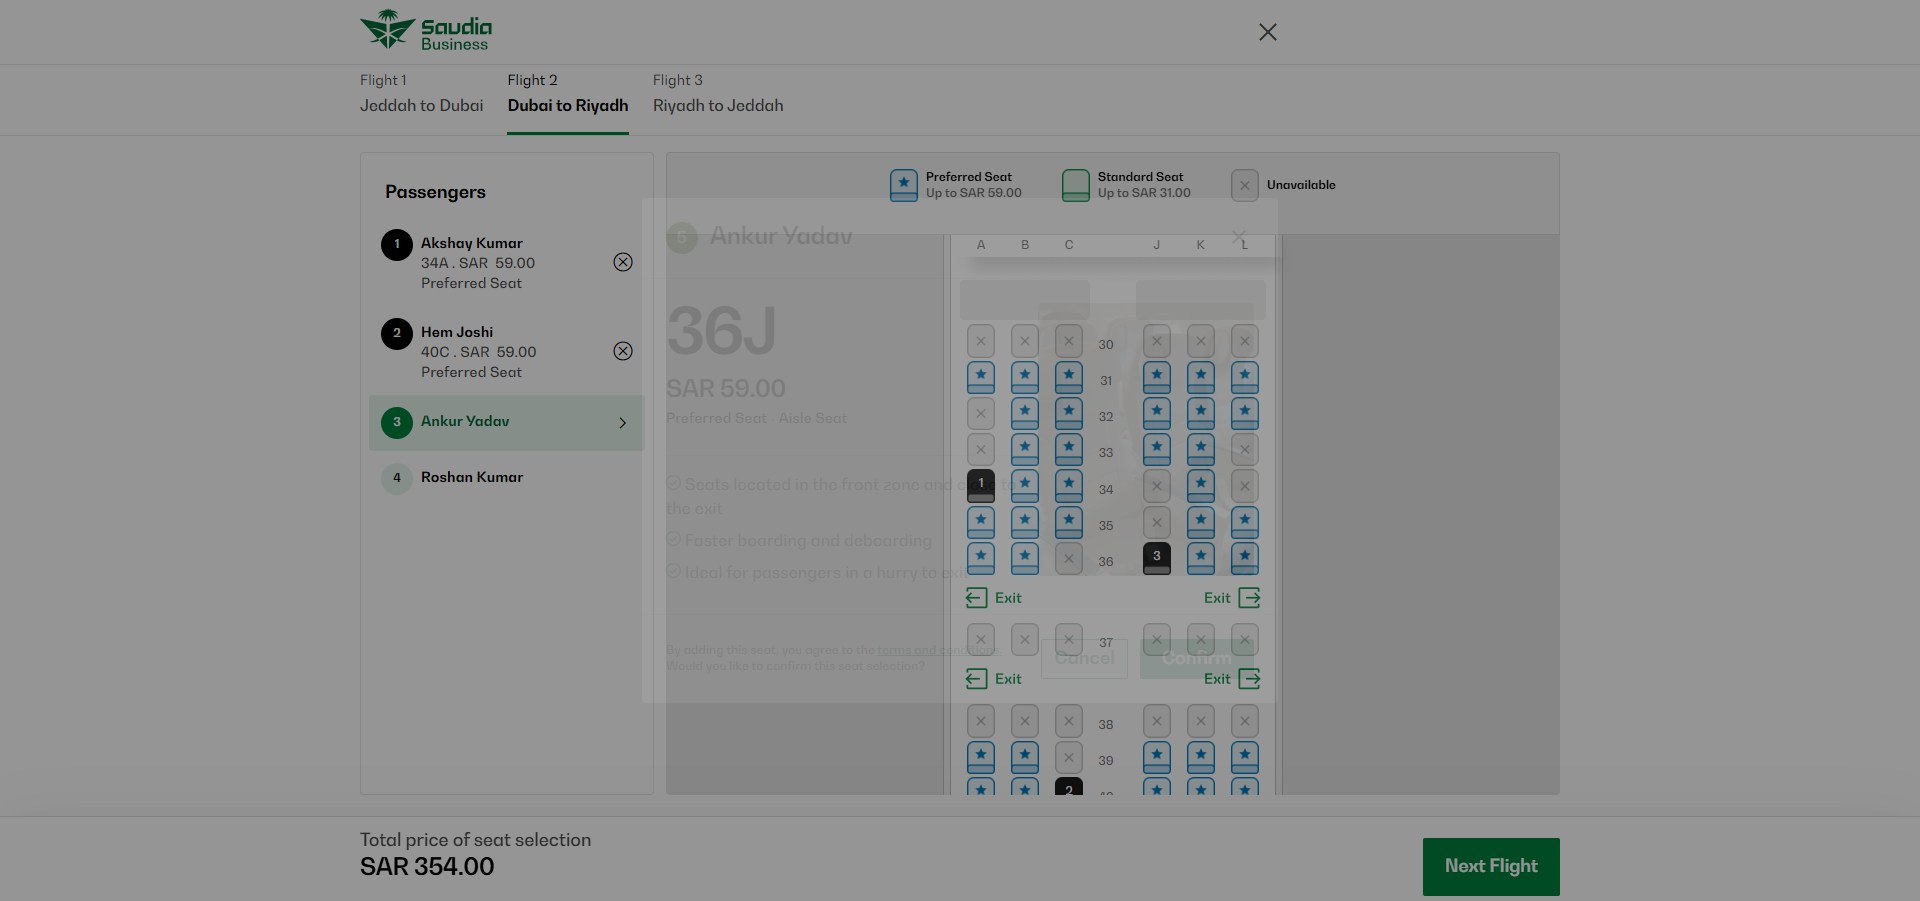 Saudia
Business
Flight 1
Jeddah to Dubai
Flight 2
Dubai to Riyadh
Flight 3
Riyadh to Jeddah
Passengers
1
Akshay Kumar
34A . SAR 59.00
Preferred Seat
2
Hem Joshi
40C . SAR 59.00
Preferred Seat
3
Ankur Yadav
4
Roshan Kumar
Preferred Seat
Up to SAR 59.00
Standard Seat
Up to SAR 31.00
Unavailable
5 Ankur Yadav
36J
SAR 59.00
Preferred Seat - Aisle Seat
Seats located in the front zone and close to
the exit
Faster boarding and deboarding
Ideal for passengers in a hurry to exit
By adding this seat, you agree to the terms and conditions.
Would you like to confirm this seat selection?
Cancel
Confirm
A B C J K L
30
31
32
33
1 34
35
36 3
Exit Exit
37
Exit Exit
38
39
2 40
Total price of seat selection
SAR 354.00
Next Flight